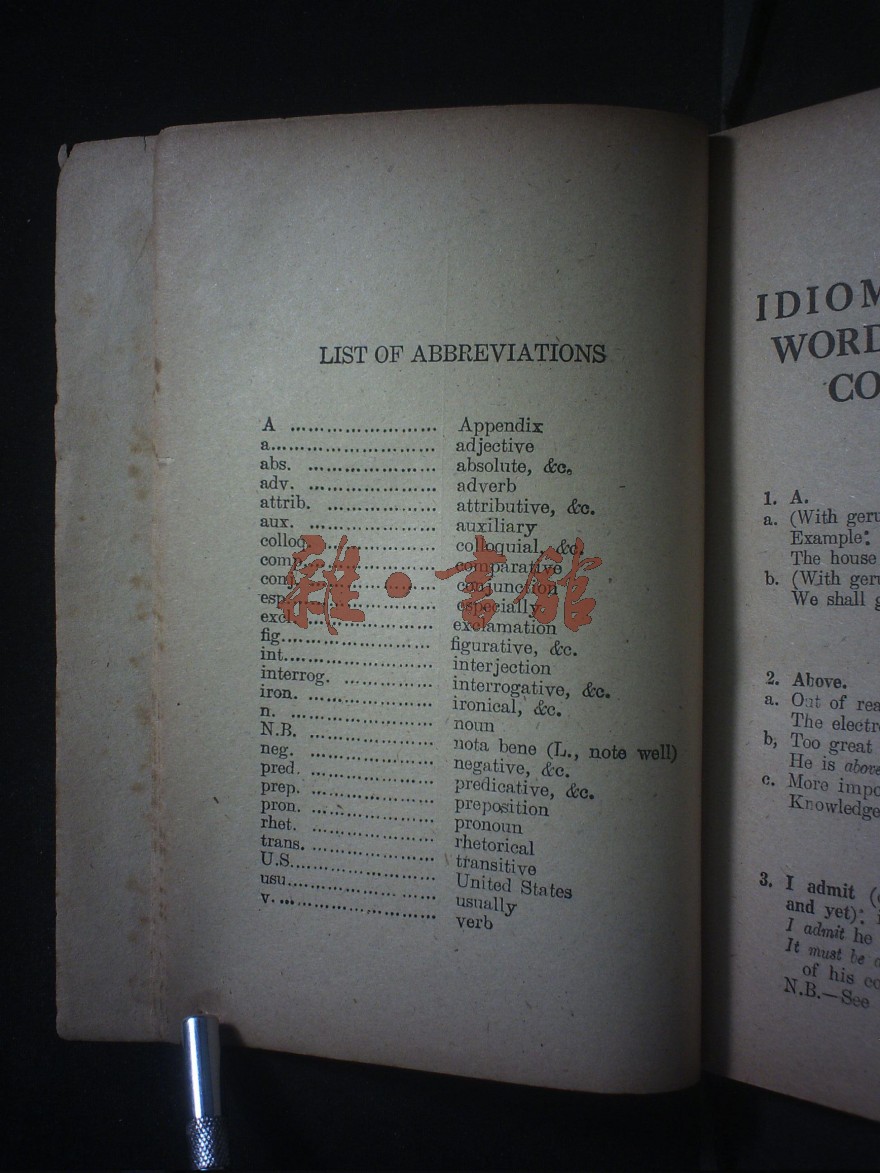 LIST OF ABBREVIATIONS
A ........................ Appendix
a.......................... adjective
abs. .................... absolute, &c.
adv. .................... adverb
attrib. ................. attributive, &c.
aux. .................... auxiliary
colloq. ................. colloquial, &c.
comp..................... comparative
conj. ................... conjunction
esp. .................... especially
excl. ................... exclamation
fig....................... figurative, &c.
int....................... interjection
interrog. .............. interrogative, &c.
iron. .................... ironical, &c.
n. ....................... noun
N.B. .................... nota bene (L., note well)
neg. .................... negative, &c.
pred. ................... predicative, &c.
prep. ................... preposition
pron. ................... pronoun
rhet. ................... rhetorical
trans. .................. transitive
U.S....................... United States
usu....................... usually
v. ....................... verb
雜·書館
IDIOM
WORD
CO
1. A.
a. (With geru
Example:
The house
b. (With geru
We shall g
2. Above.
a. Out of rea
The electr
b, Too great
He is above
c. More impo
Knowledge
3. I admit (
and yet):
I admit he
It must be a
of his co
N.B.—See